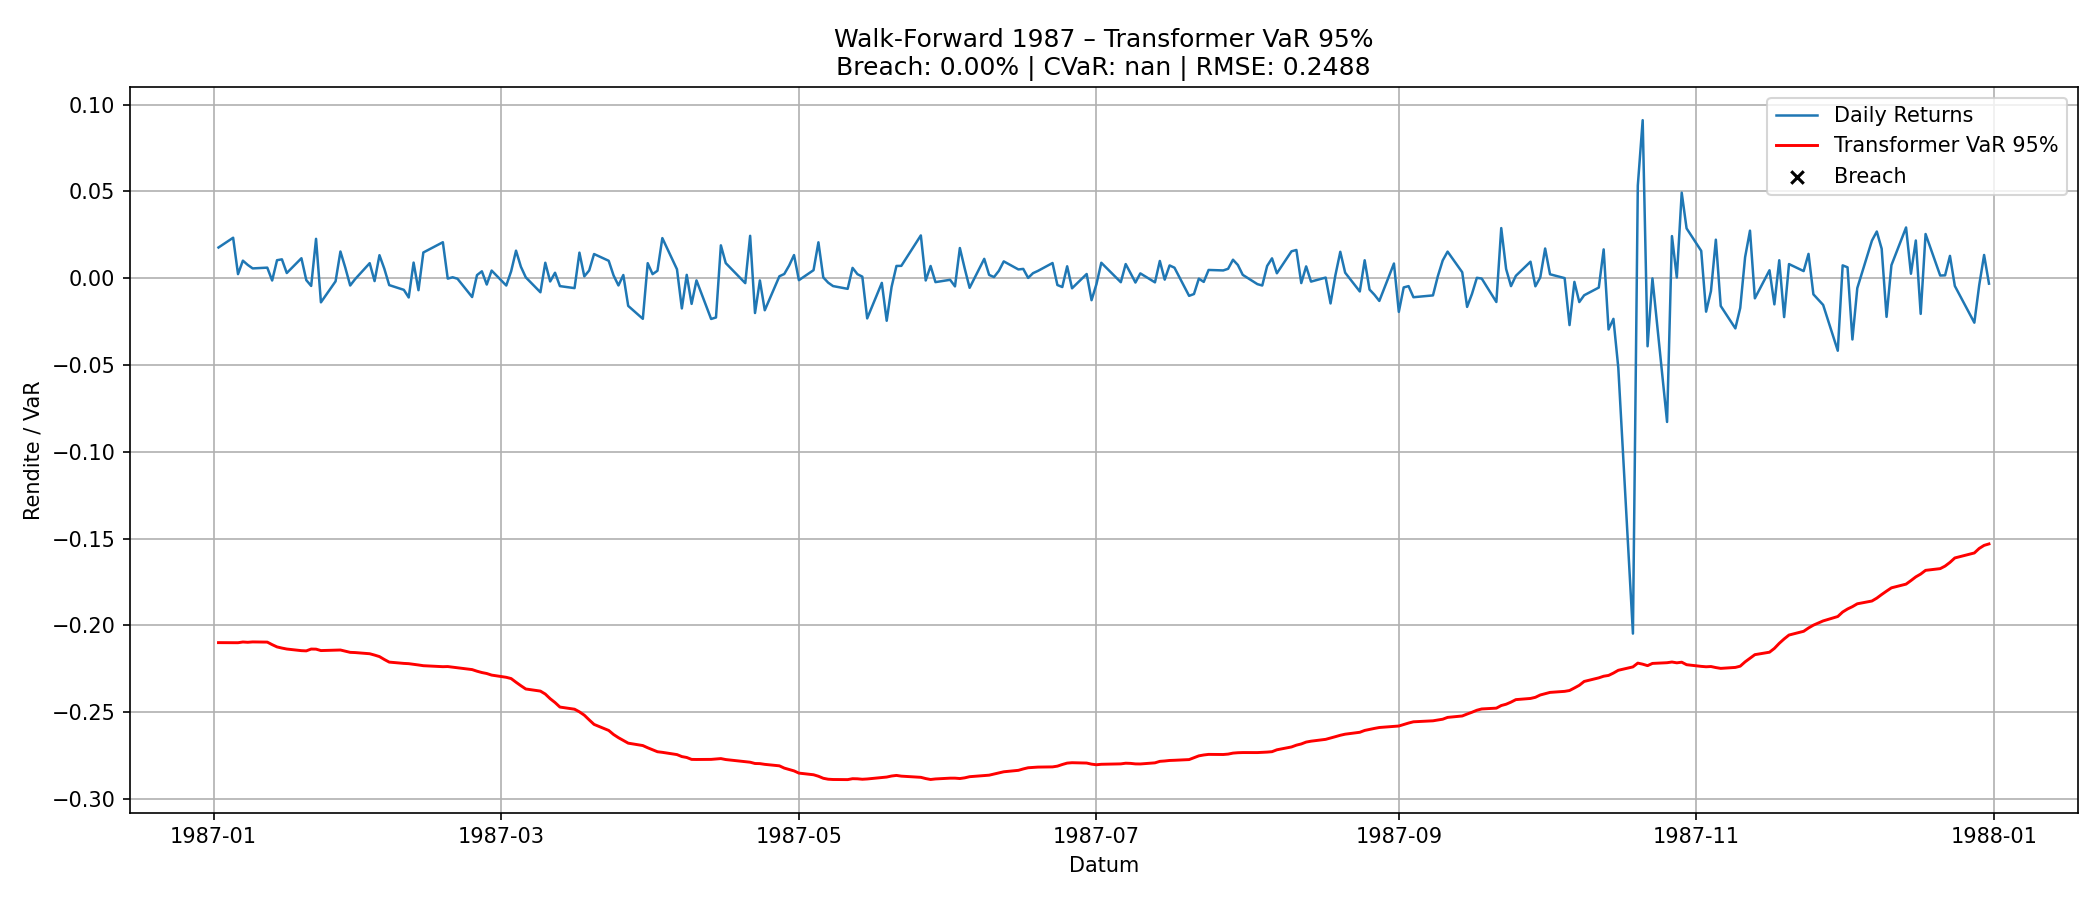 Walk-Forward 1987 – Transformer VaR 95%
Breach: 0.00% | CVaR: nan | RMSE: 0.2488
Daily Returns
Transformer VaR 95%
Breach
Rendite / VaR
0.10
0.05
0.00
−0.05
−0.10
−0.15
−0.20
−0.25
−0.30
1987-01
1987-03
1987-05
1987-07
1987-09
1987-11
1988-01
Datum